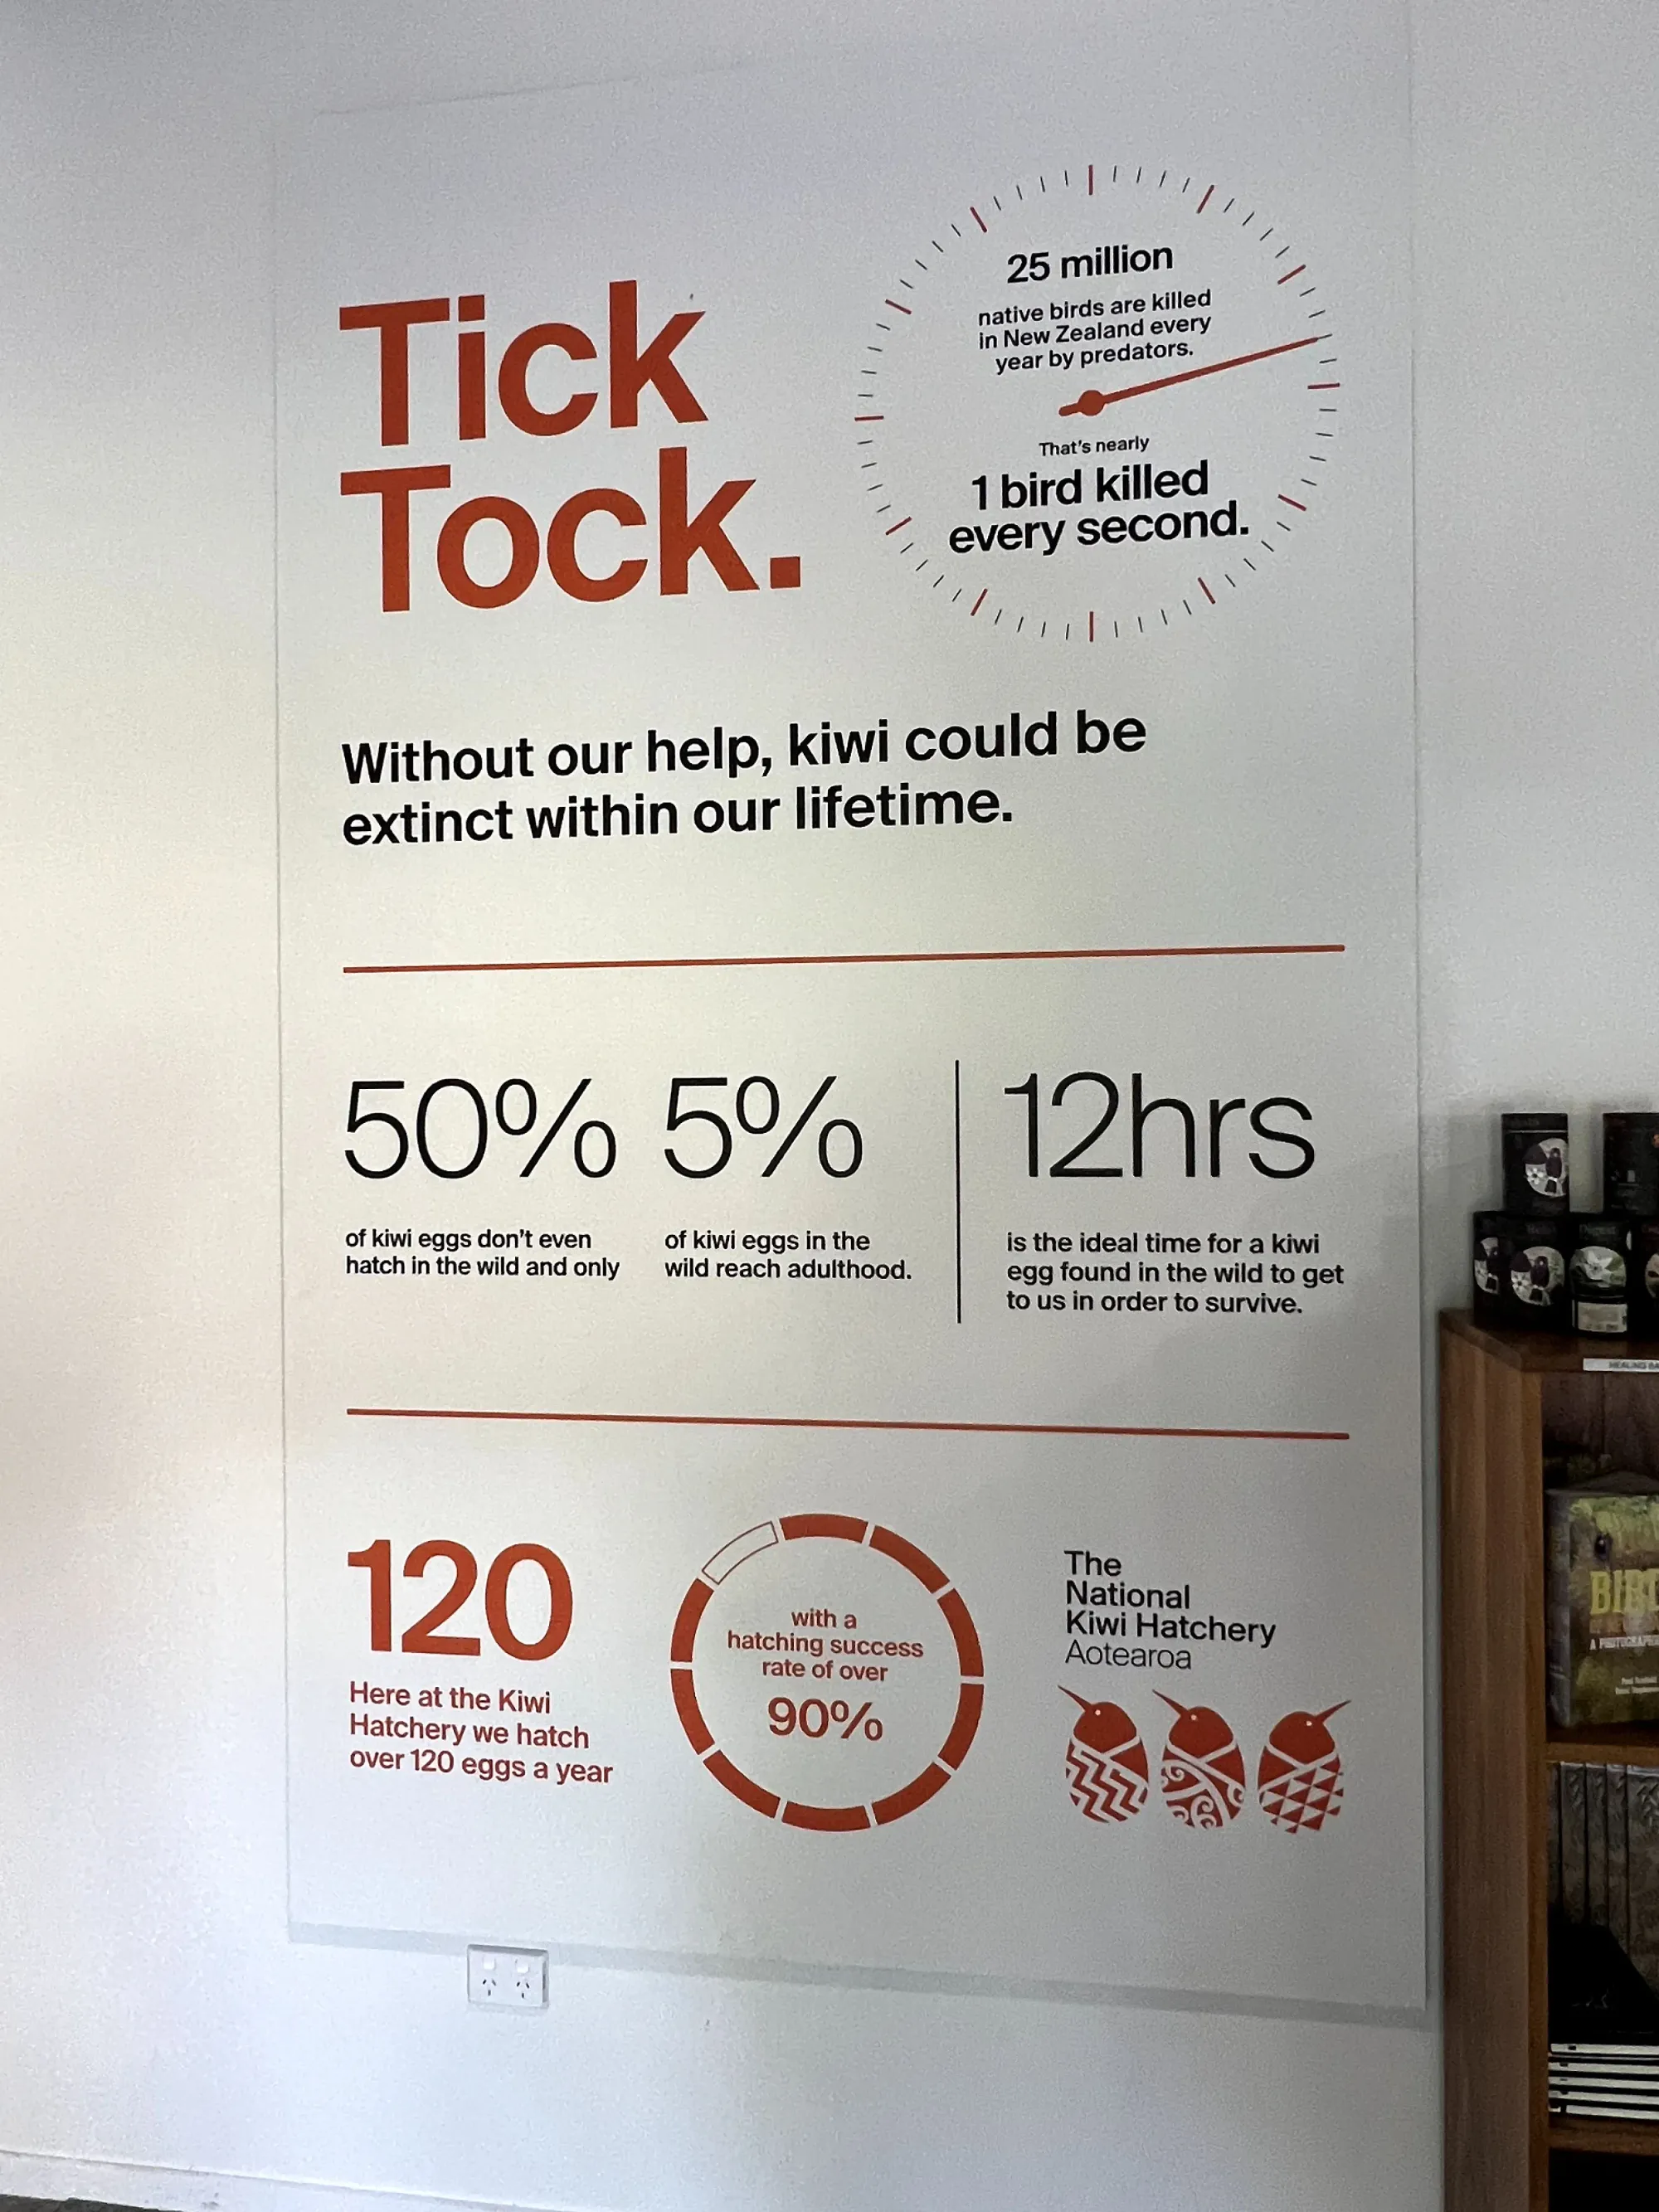 Tick
Tock.
25 million
native birds are killed
in New Zealand every
year by predators.
That's nearly
1 bird killed
every second.
Without our help, kiwi could be
extinct within our lifetime.
50%
of kiwi eggs don't even
hatch in the wild and only
5%
of kiwi eggs in the
wild reach adulthood.
12hrs
is the ideal time for a kiwi
egg found in the wild to get
to us in order to survive.
120
Here at the Kiwi
Hatchery we hatch
over 120 eggs a year
with a
hatching success
rate of over
90%
The
National
Kiwi Hatchery
Aotearoa